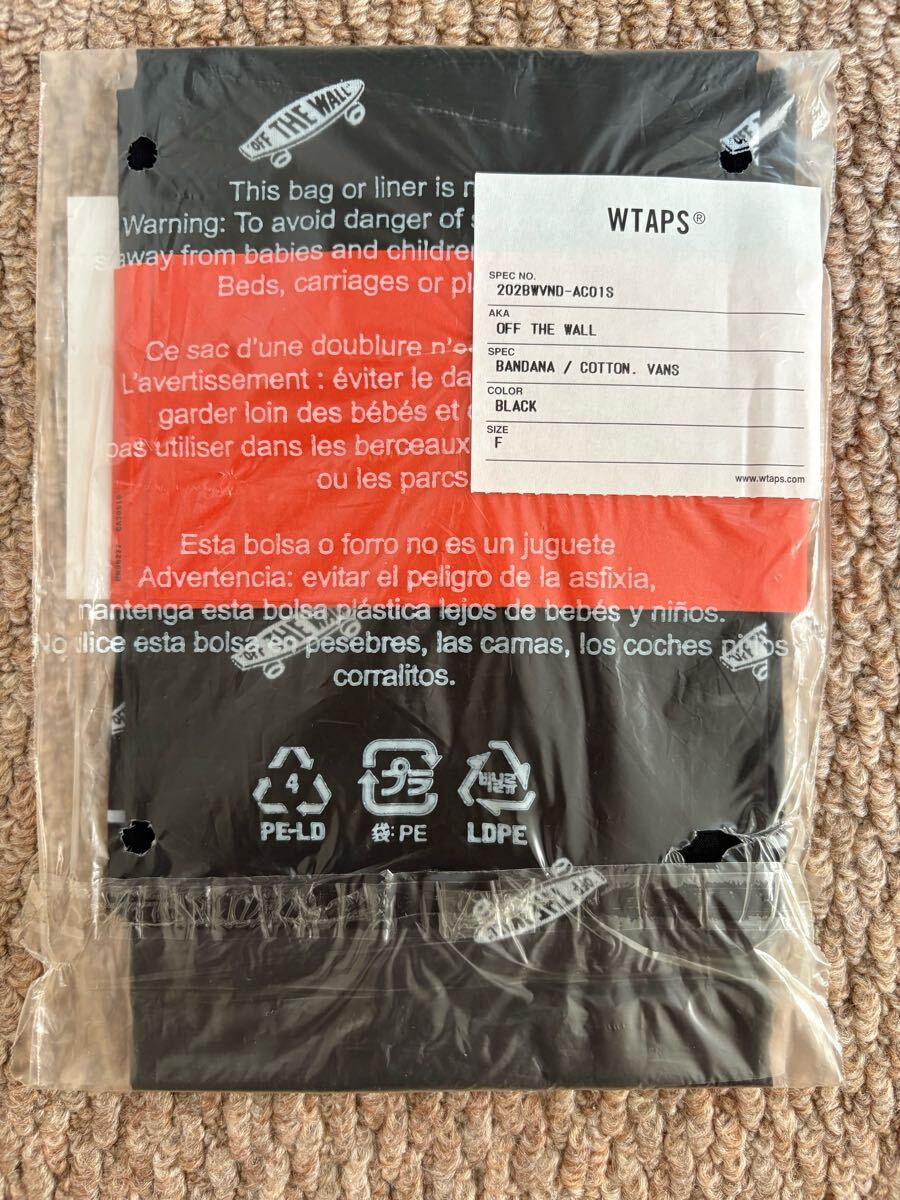 OFF THE WALL
OFF
This bag or liner is
Warning: To avoid danger of
away from babies and children
Beds, carriages or
WTAPS®
SPEC NO.
202BWVND-AC01S
AKA
OFF THE WALL
SPEC
BANDANA / COTTON. VANS
COLOR
BLACK
SIZE
F
www.wtaps.com
Ce sac d'une doublure
L'avertissement : éviter le
garder loin des bébés et
pas utiliser dans les berceaux
ou les parcs
Esta bolsa o forro no es un juguete
Advertencia: evitar el peligro de la asfixia,
mantenga esta bolsa plástica lejos de bebés y niños.
No esta bolsa en pesebres, las camas, los coches
corralitos.
4
PE-LD
プラ
袋:PE
비닐류
LDPE